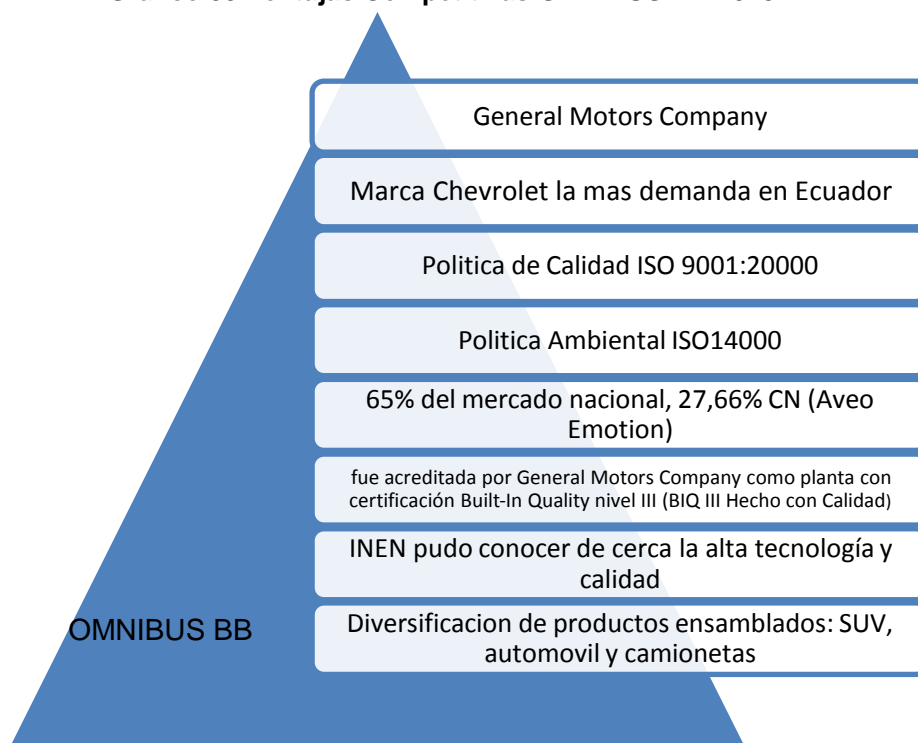 General Motors Company
Marca Chevrolet la mas demanda en Ecuador
Politica de Calidad ISO 9001:20000
Politica Ambiental ISO14000
65% del mercado nacional, 27,66% CN (Aveo
Emotion)
fue acreditada por General Motors Company como planta con
certificación Built-In Quality nivel III (BIQ III Hecho con Calidad)
INEN pudo conocer de cerca la alta tecnología y
calidad
OMNIBUS BB
Diversificacion de productos ensamblados: SUV,
automovil y camionetas